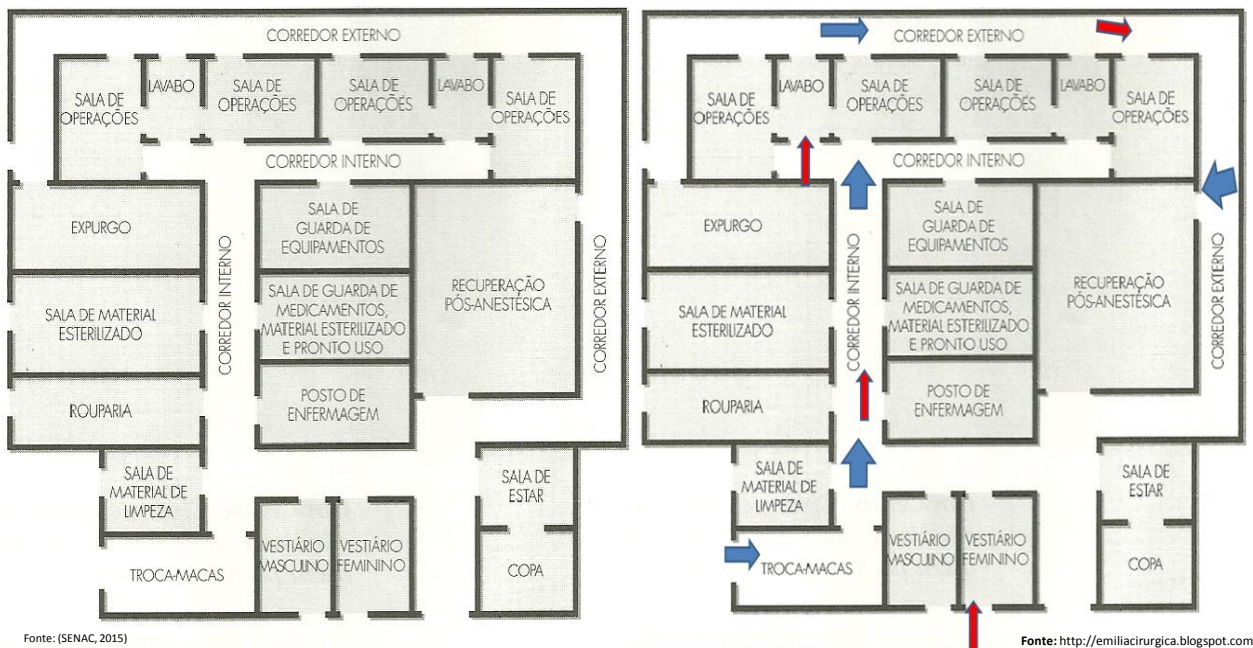 CORREDOR EXTERNO
SALA DE
OPERAÇÕES
LAVABO
SALA DE
OPERAÇÕES
SALA DE
OPERAÇÕES
LAVABO
SALA DE
OPERAÇÕES
CORREDOR INTERNO
EXPURGO
SALA DE
GUARDA DE
EQUIPAMENTOS
CORREDOR INTERNO
RECUPERAÇÃO
PÓS-ANESTÉSICA
CORREDOR EXTERNO
SALA DE MATERIAL
ESTERILIZADO
SALA DE GUARDA DE
MEDICAMENTOS,
MATERIAL ESTERILIZADO
E PRONTO USO
ROUPARIA
POSTO DE
ENFERMAGEM
SALA DE
MATERIAL DE
LIMPEZA
SALA DE
ESTAR
VESTIÁRIO
MASCULINO
VESTIÁRIO
FEMININO
TROCA-MACAS
COPA
Fonte: (SENAC, 2015)
CORREDOR EXTERNO
SALA DE
OPERAÇÕES
LAVABO
SALA DE
OPERAÇÕES
SALA DE
OPERAÇÕES
LAVABO
SALA DE
OPERAÇÕES
CORREDOR INTERNO
EXPURGO
SALA DE
GUARDA DE
EQUIPAMENTOS
CORREDOR INTERNO
RECUPERAÇÃO
PÓS-ANESTÉSICA
CORREDOR EXTERNO
SALA DE MATERIAL
ESTERILIZADO
SALA DE GUARDA DE
MEDICAMENTOS,
MATERIAL ESTERILIZADO
E PRONTO USO
ROUPARIA
POSTO DE
ENFERMAGEM
SALA DE
MATERIAL DE
LIMPEZA
SALA DE
ESTAR
VESTIÁRIO
MASCULINO
VESTIÁRIO
FEMININO
TROCA-MACAS
COPA
Fonte: http://emiliacirurgica.blogspot.com